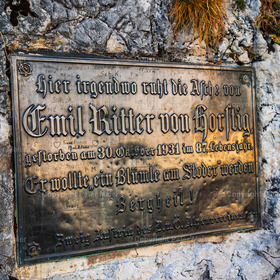 Hier irgendwo ruht die Asche von
Emil Ritter von Horstig
gestorben am 30. Oktober 1931 im 87. Lebensjahr.
Er wollte ein Blümle am Stoder werden
Bergheil!